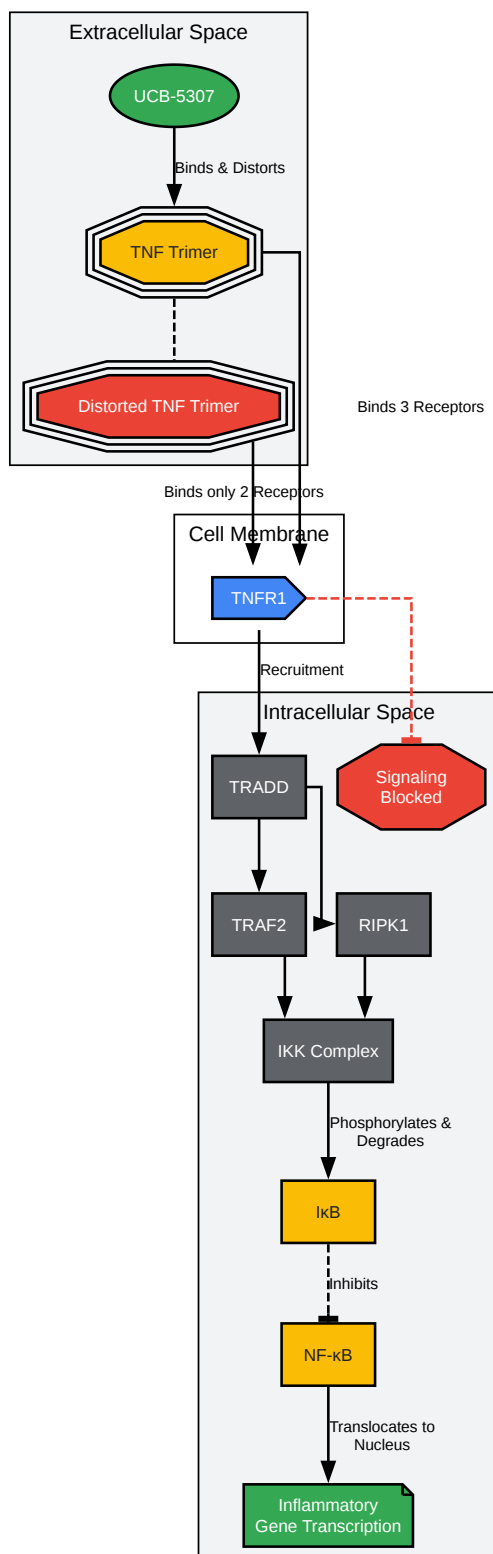 Extracellular Space
UCB-5307
Binds & Distorts
TNF Trimer
Distorted TNF Trimer
Binds 3 Receptors
Binds only 2 Receptors
Cell Membrane
TNFR1
Recruitment
Intracellular Space
TRADD
Signaling
Blocked
TRAF2
RIPK1
IKK Complex
Phosphorylates &
Degrades
IκB
Inhibits
NF-κB
Translocates to
Nucleus
Inflammatory
Gene Transcription